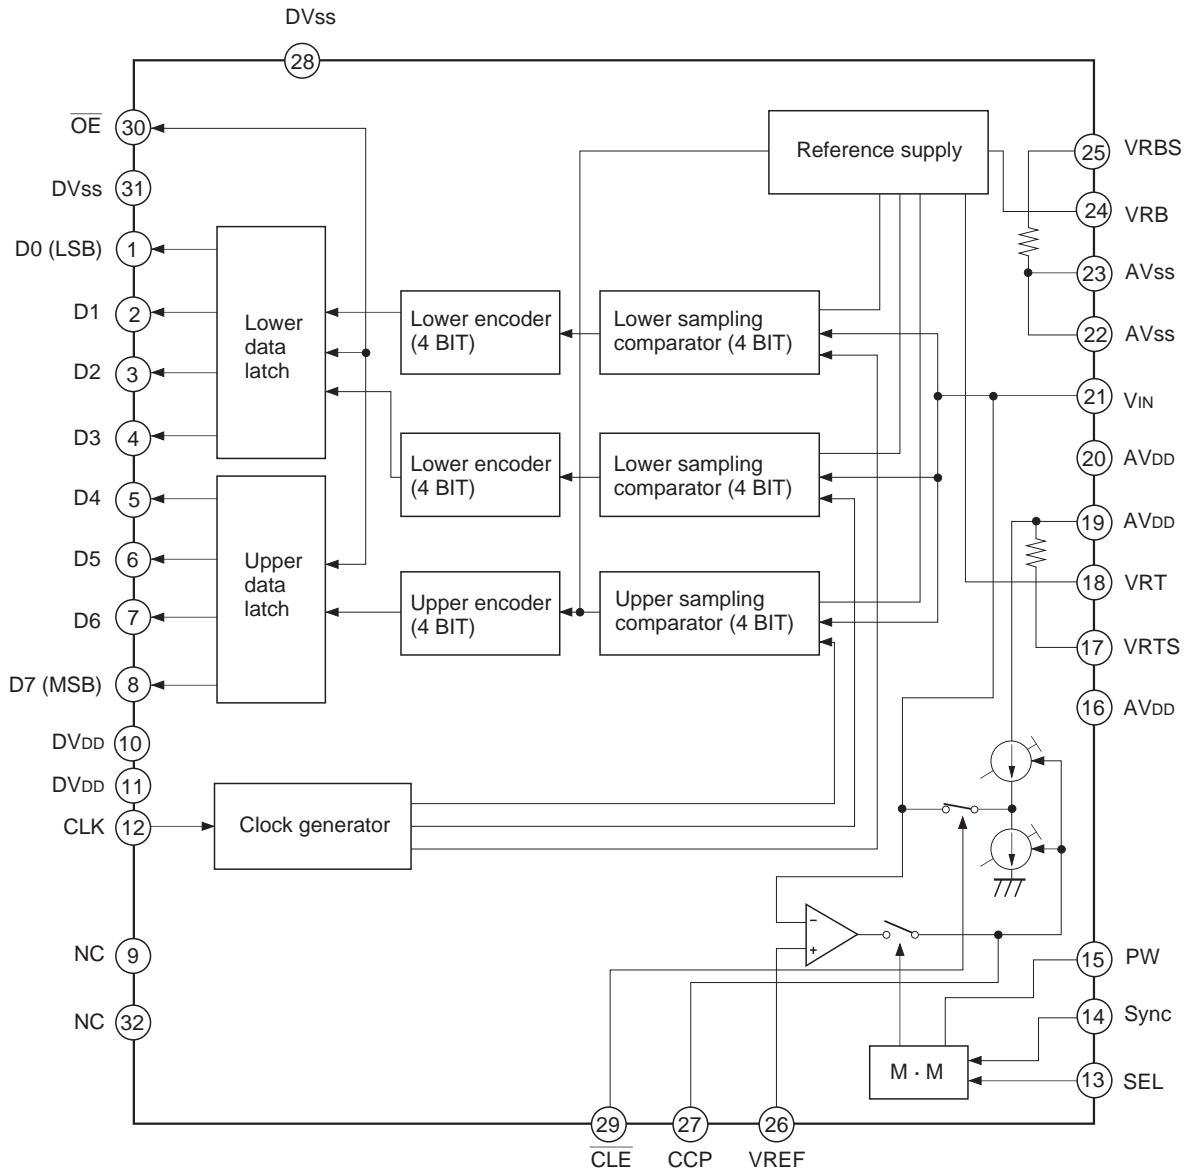 DVss
28
OE
30
DVss
31
D0 (LSB)
1
D1
2
D2
3
D3
4
D4
5
D5
6
D6
7
D7 (MSB)
8
DVDD
10
DVDD
11
CLK
12
NC
9
NC
32
Lower
data
latch
Upper
data
latch
Lower encoder
(4 BIT)
Lower encoder
(4 BIT)
Upper encoder
(4 BIT)
Lower sampling
comparator (4 BIT)
Lower sampling
comparator (4 BIT)
Upper sampling
comparator (4 BIT)
Reference supply
Clock generator
−
+
M · M
25
VRBS
24
VRB
23
AVss
22
AVss
21
VIN
20
AVDD
19
AVDD
18
VRT
17
VRTS
16
AVDD
15
PW
14
Sync
13
SEL
29
CLE
27
CCP
26
VREF